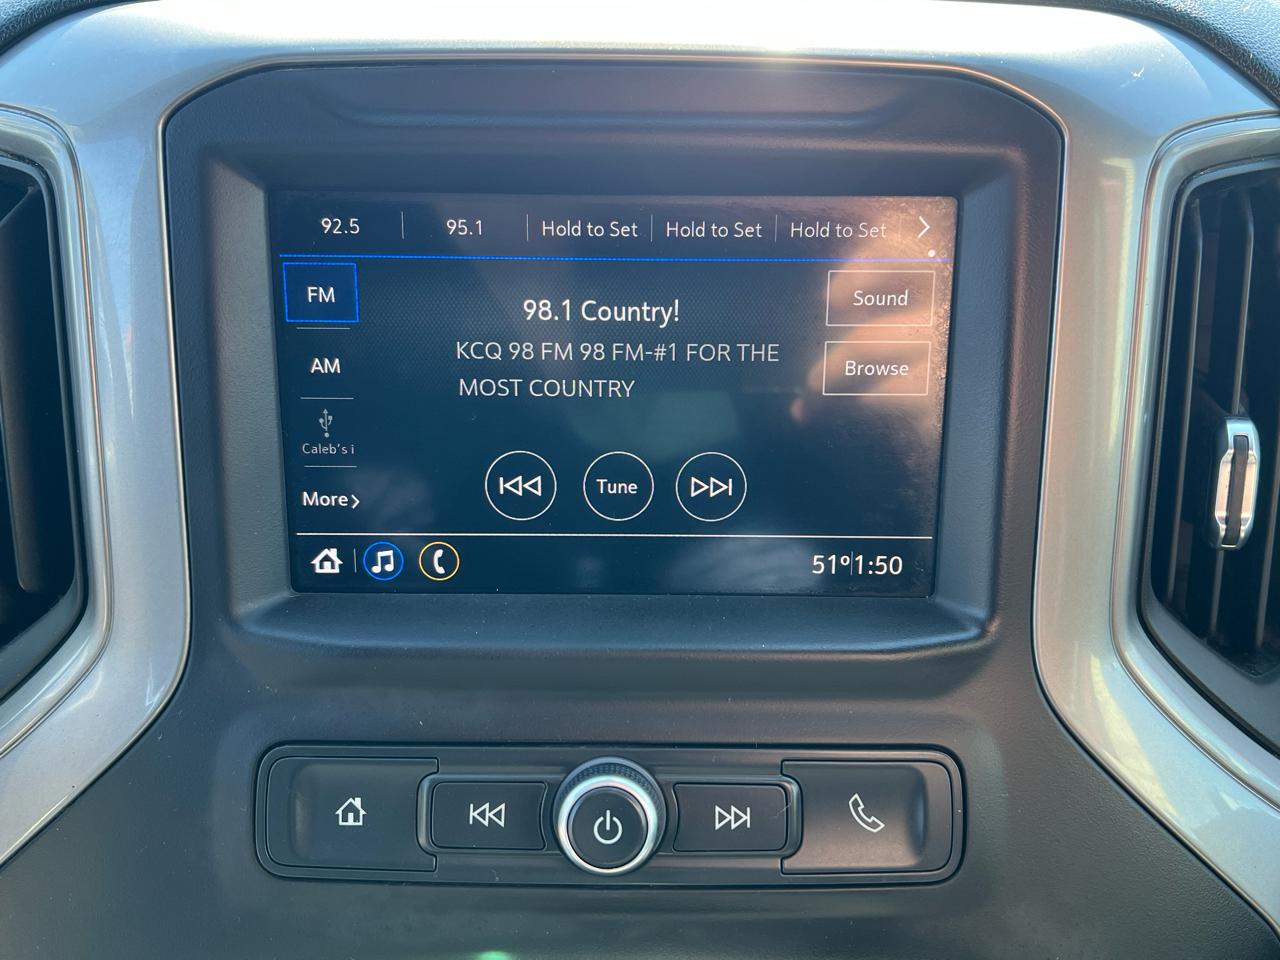 92.5
95.1
Hold to Set
Hold to Set
Hold to Set
FM
98.1 Country!
Sound
KCQ 98 FM 98 FM-#1 FOR THE
MOST COUNTRY
AM
Browse
Caleb's i
More
Tune
51° 1:50